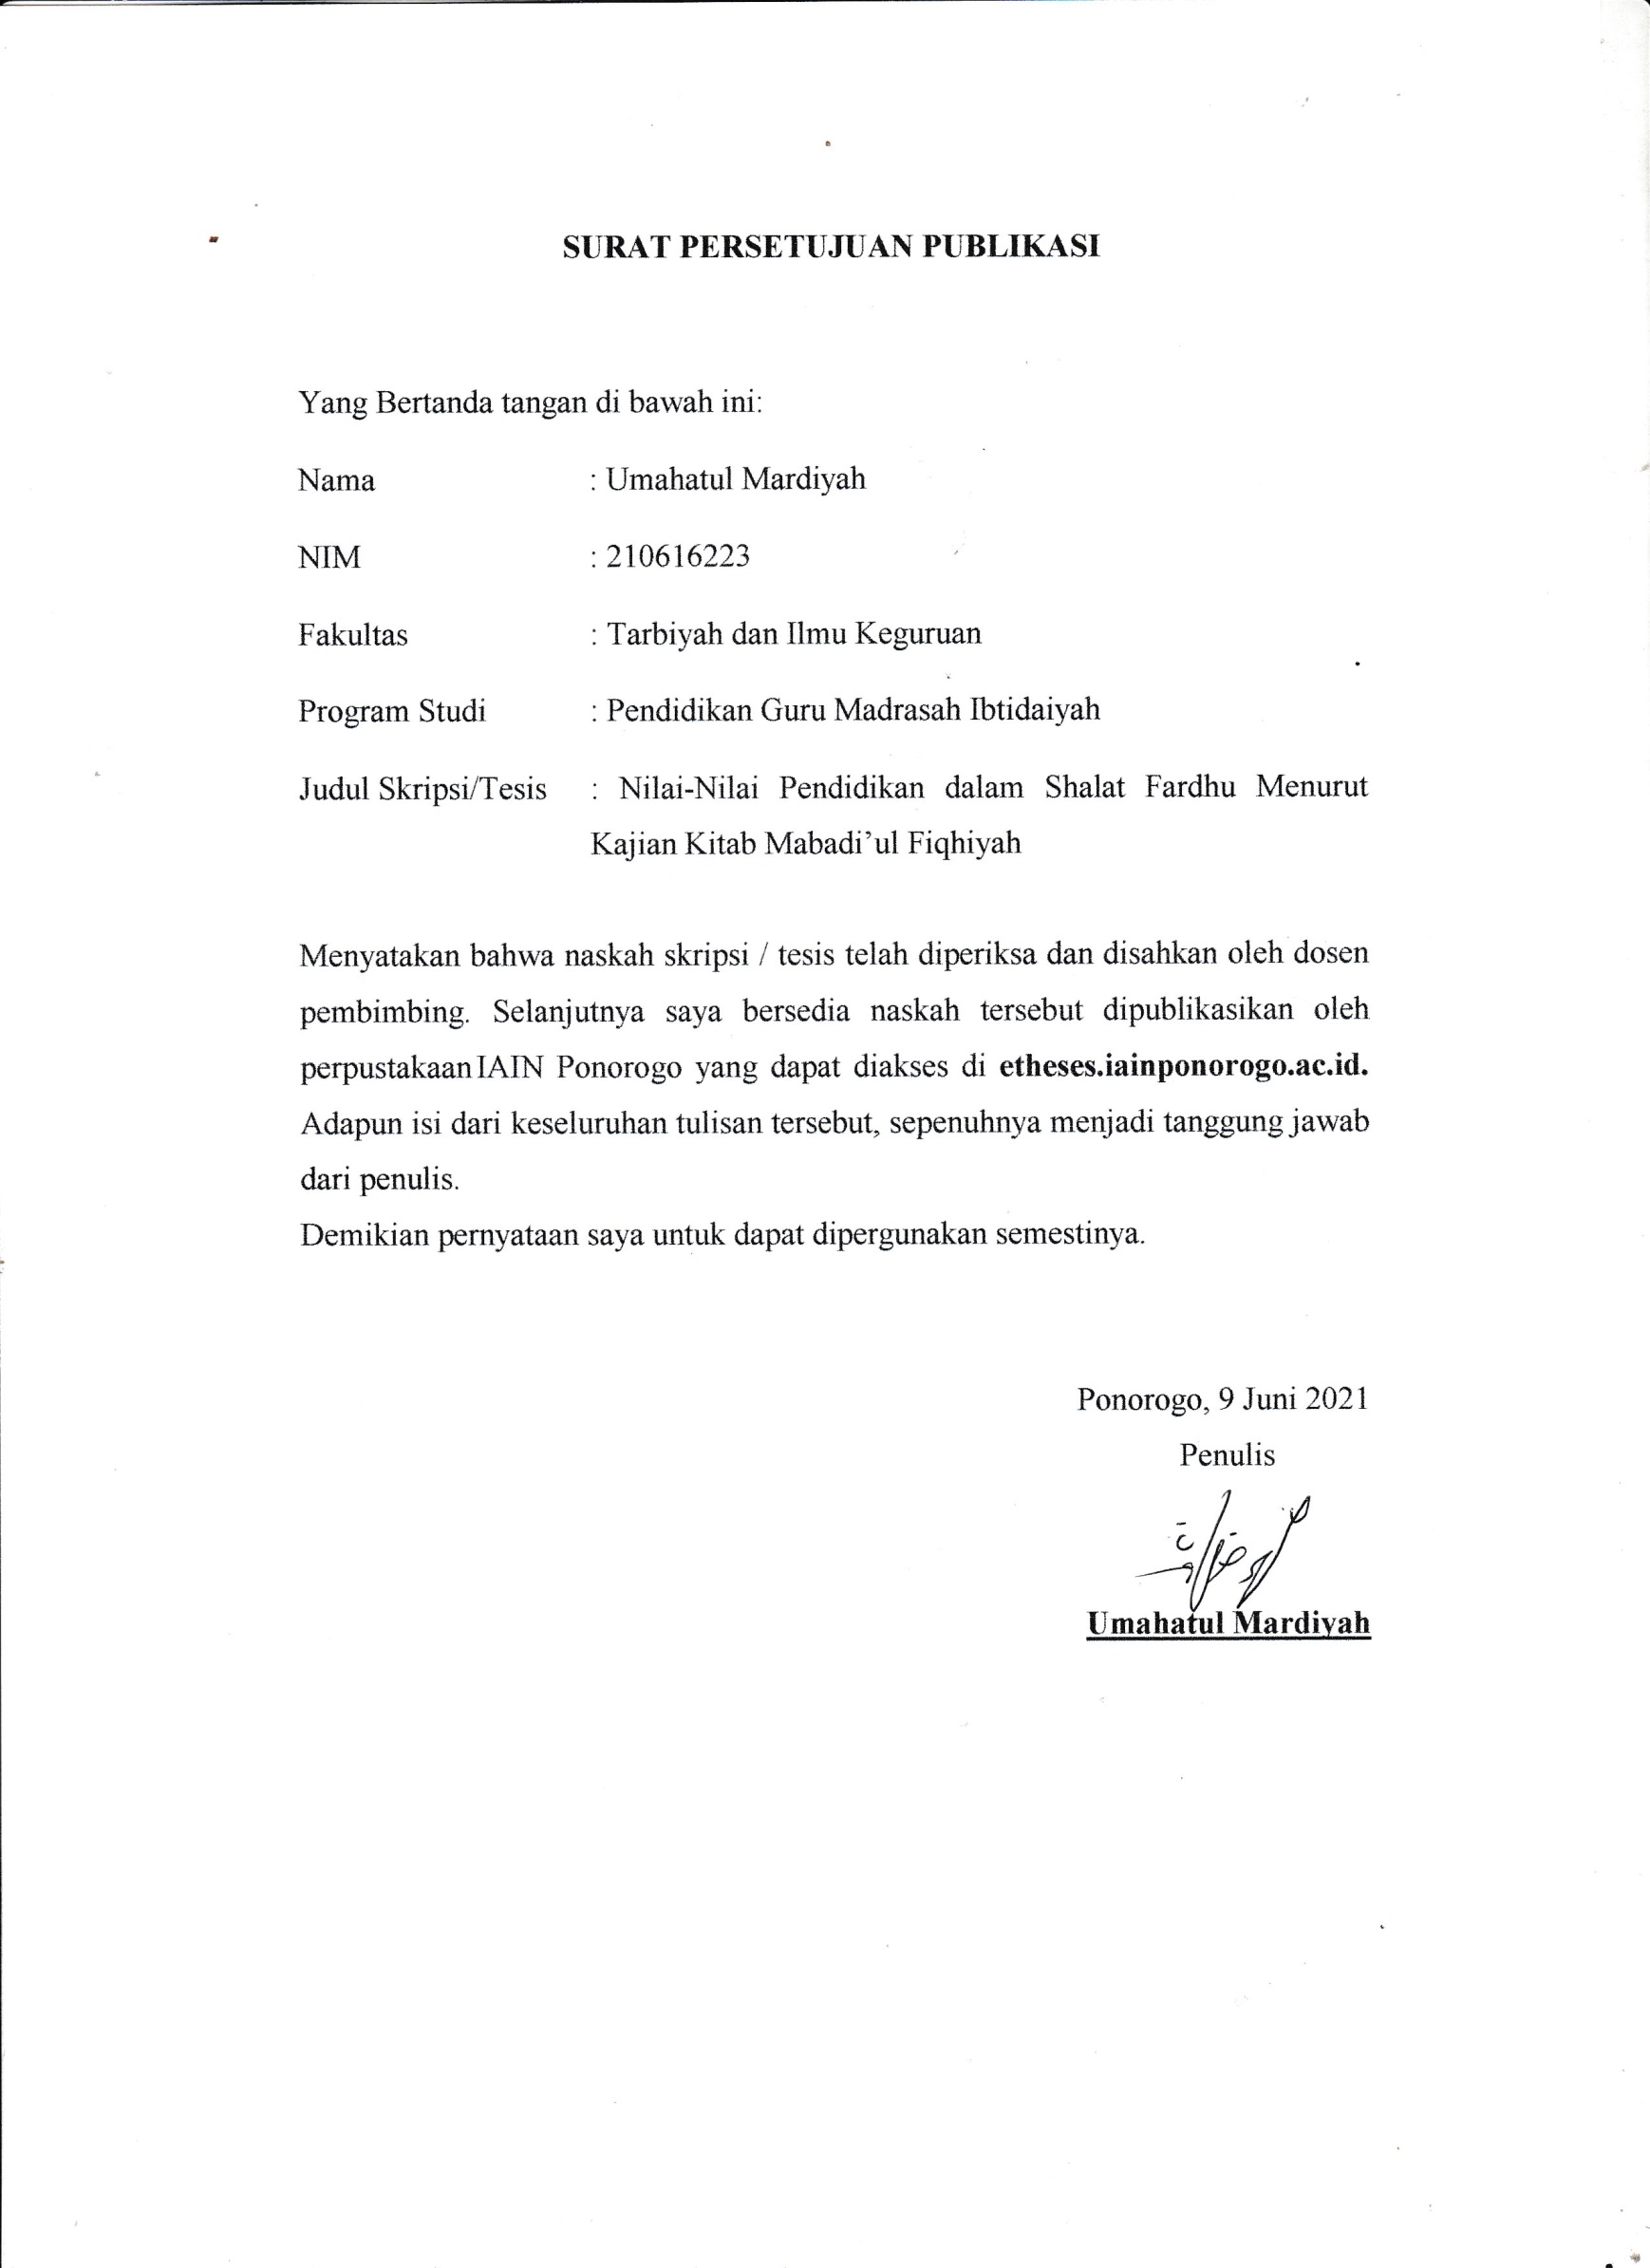 SURAT PERSETUJUAN PUBLIKASI
Yang Bertanda tangan di bawah ini:
Nama : Umahatul Mardiyah
NIM : 210616223
Fakultas : Tarbiyah dan Ilmu Keguruan
Program Studi : Pendidikan Guru Madrasah Ibtidaiyah
Judul Skripsi/Tesis : Nilai-Nilai Pendidikan dalam Shalat Fardhu Menurut
Kajian Kitab Mabadi’ul Fiqhiyah
Menyatakan bahwa naskah skripsi / tesis telah diperiksa dan disahkan oleh dosen
pembimbing. Selanjutnya saya bersedia naskah tersebut dipublikasikan oleh
perpustakaan IAIN Ponorogo yang dapat diakses di etheses.iainponorogo.ac.id.
Adapun isi dari keseluruhan tulisan tersebut, sepenuhnya menjadi tanggung jawab
dari penulis.
Demikian pernyataan saya untuk dapat dipergunakan semestinya.
Ponorogo, 9 Juni 2021
Penulis
Umahatul Mardiyah